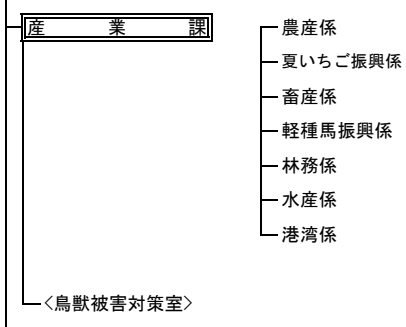 産業課
農産係
夏いちご振興係
畜産係
軽種馬振興係
林務係
水産係
港湾係
<鳥獣被害対策室>